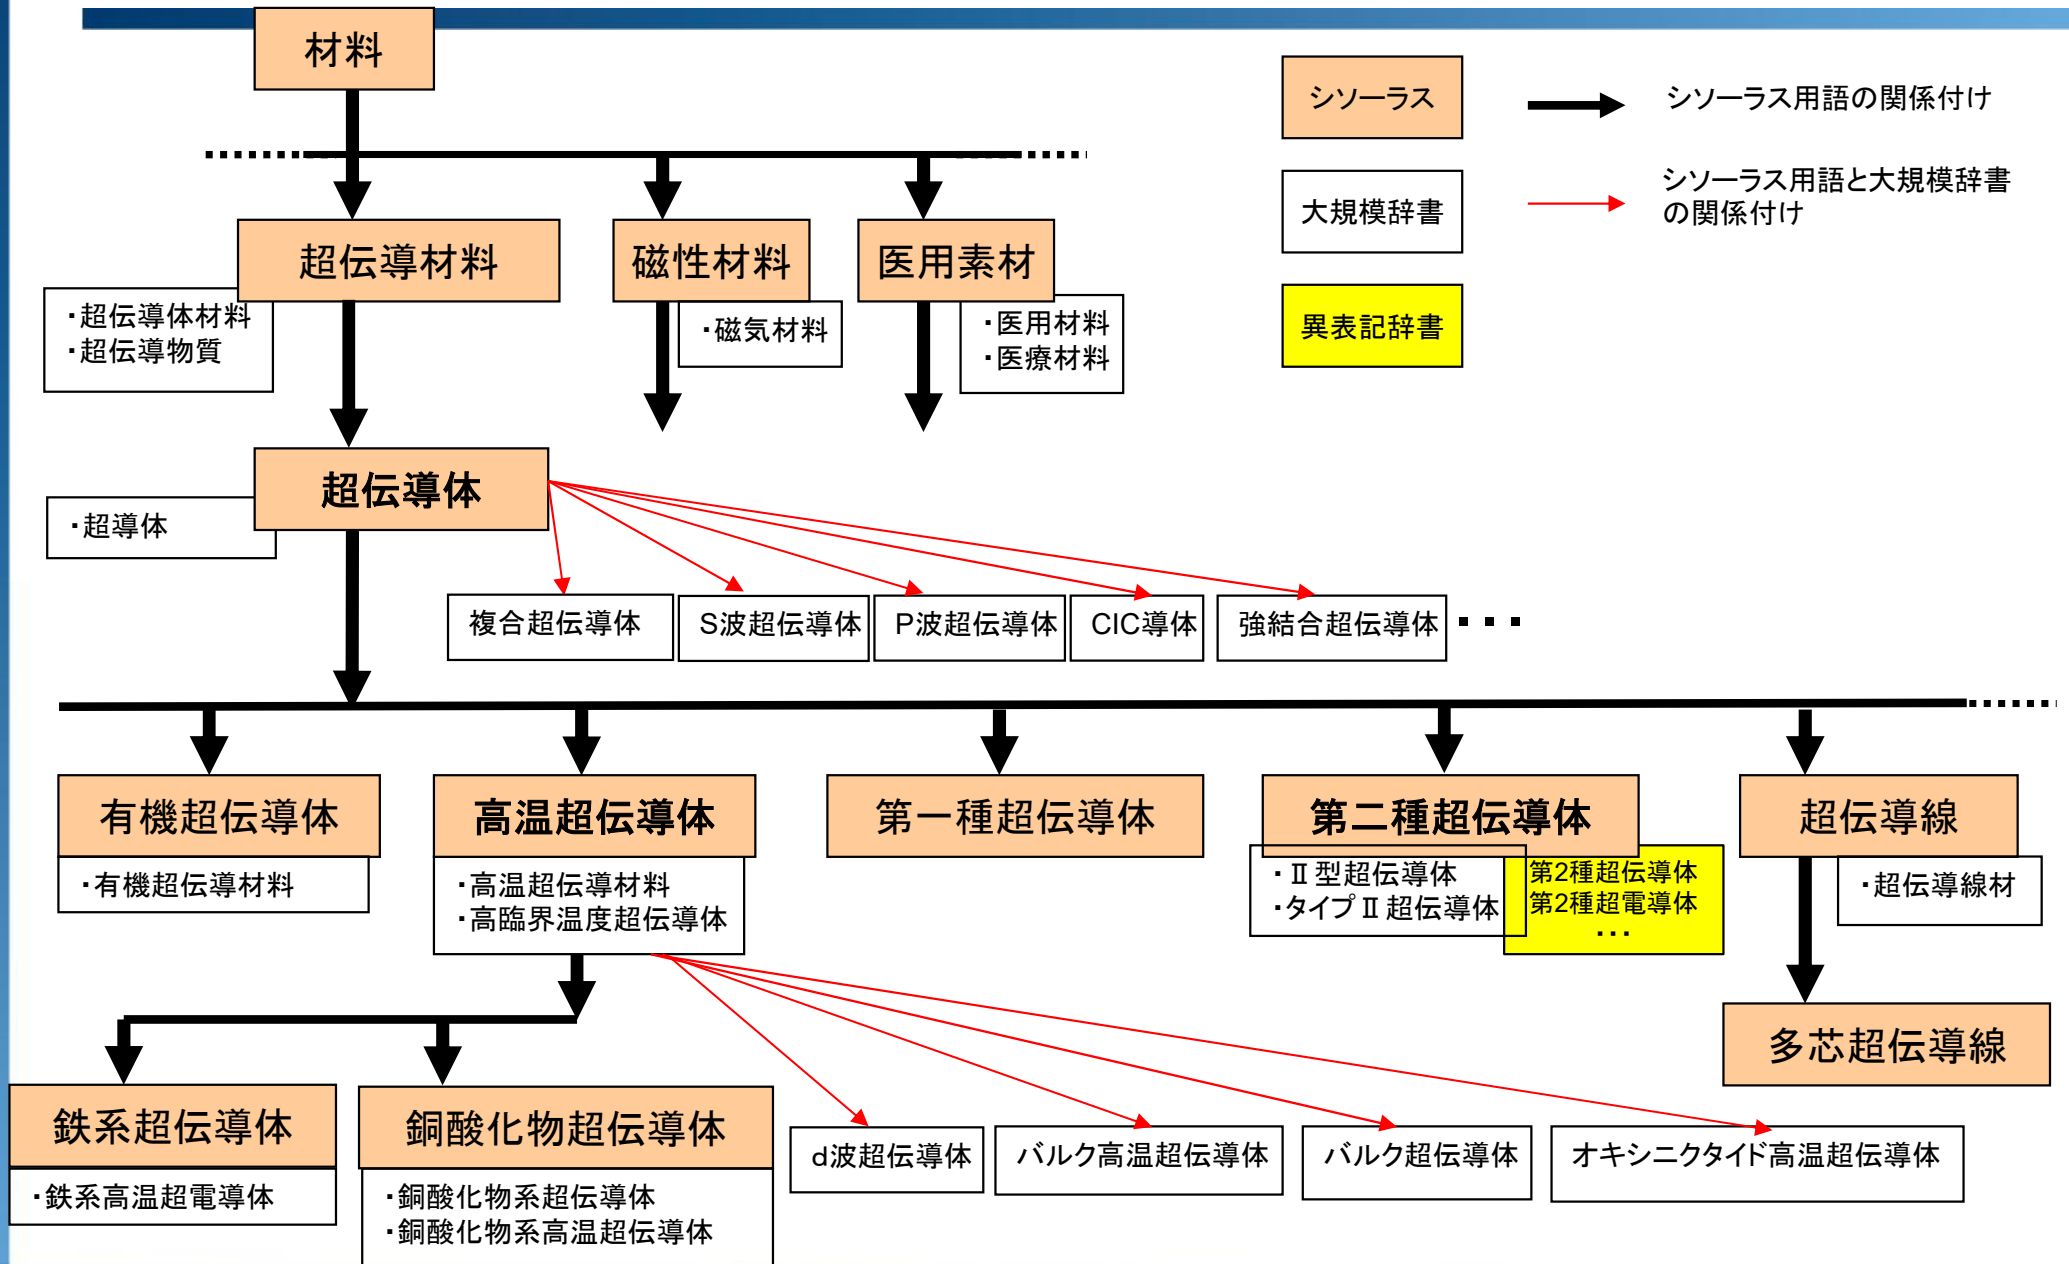 材料
シソーラス
シソーラス用語の関係付け
大規模辞書
シソーラス用語と大規模辞書
の関係付け
異表記辞書
超伝導材料
・超伝導体材料
・超伝導物質
磁性材料
・磁気材料
医用素材
・医用材料
・医療材料
超伝導体
・超導体
複合超伝導体
S波超伝導体
P波超伝導体
CIC導体
強結合超伝導体
・・・
有機超伝導体
・有機超伝導材料
高温超伝導体
・高温超伝導材料
・高臨界温度超伝導体
第一種超伝導体
第二種超伝導体
・Ⅱ型超伝導体
・タイプⅡ超伝導体
第2種超伝導体
第2種超電導体
・・・
超伝導線
・超伝導線材
多芯超伝導線
鉄系超伝導体
・鉄系高温超電導体
銅酸化物超伝導体
・銅酸化物系超伝導体
・銅酸化物系高温超伝導体
d波超伝導体
バルク高温超伝導体
バルク超伝導体
オキシニクタイド高温超伝導体